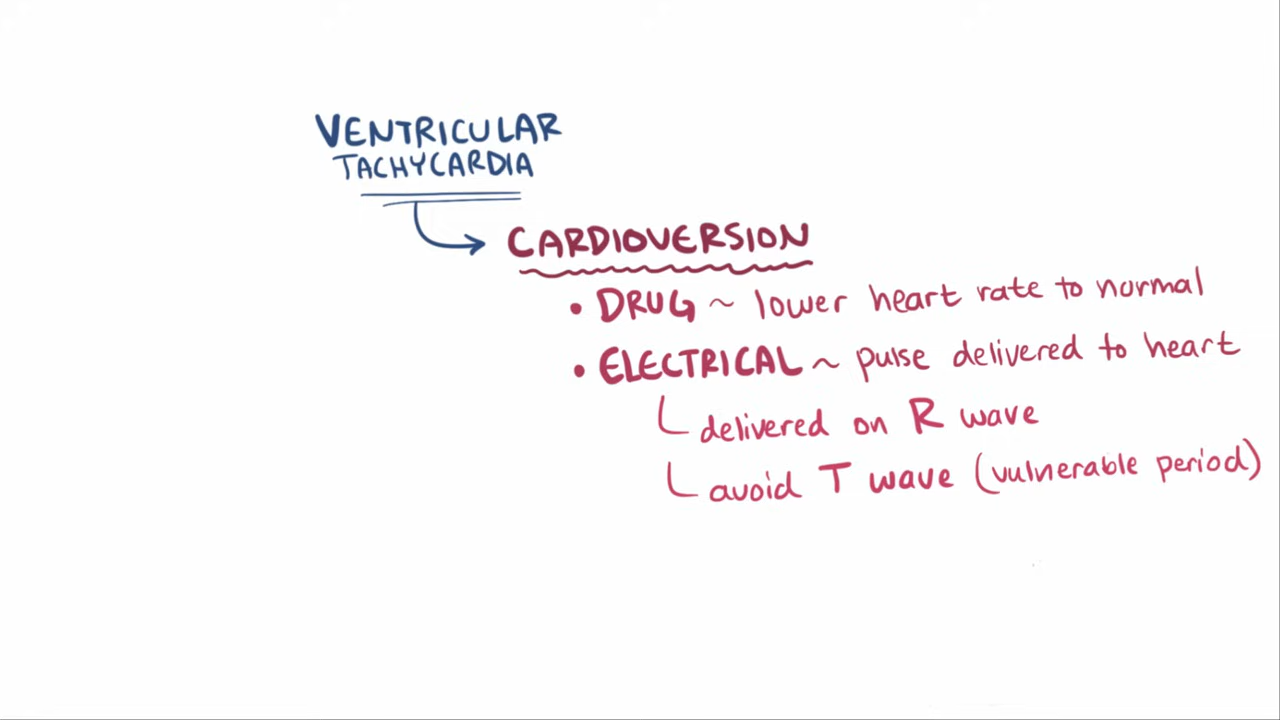 VENTRICULAR
TACHYCARDIA
CARDIOVERSION
• DRUG ~ lower heart rate to normal
• ELECTRICAL ~ pulse delivered to heart
delivered on R wave
avoid T wave (vulnerable period)